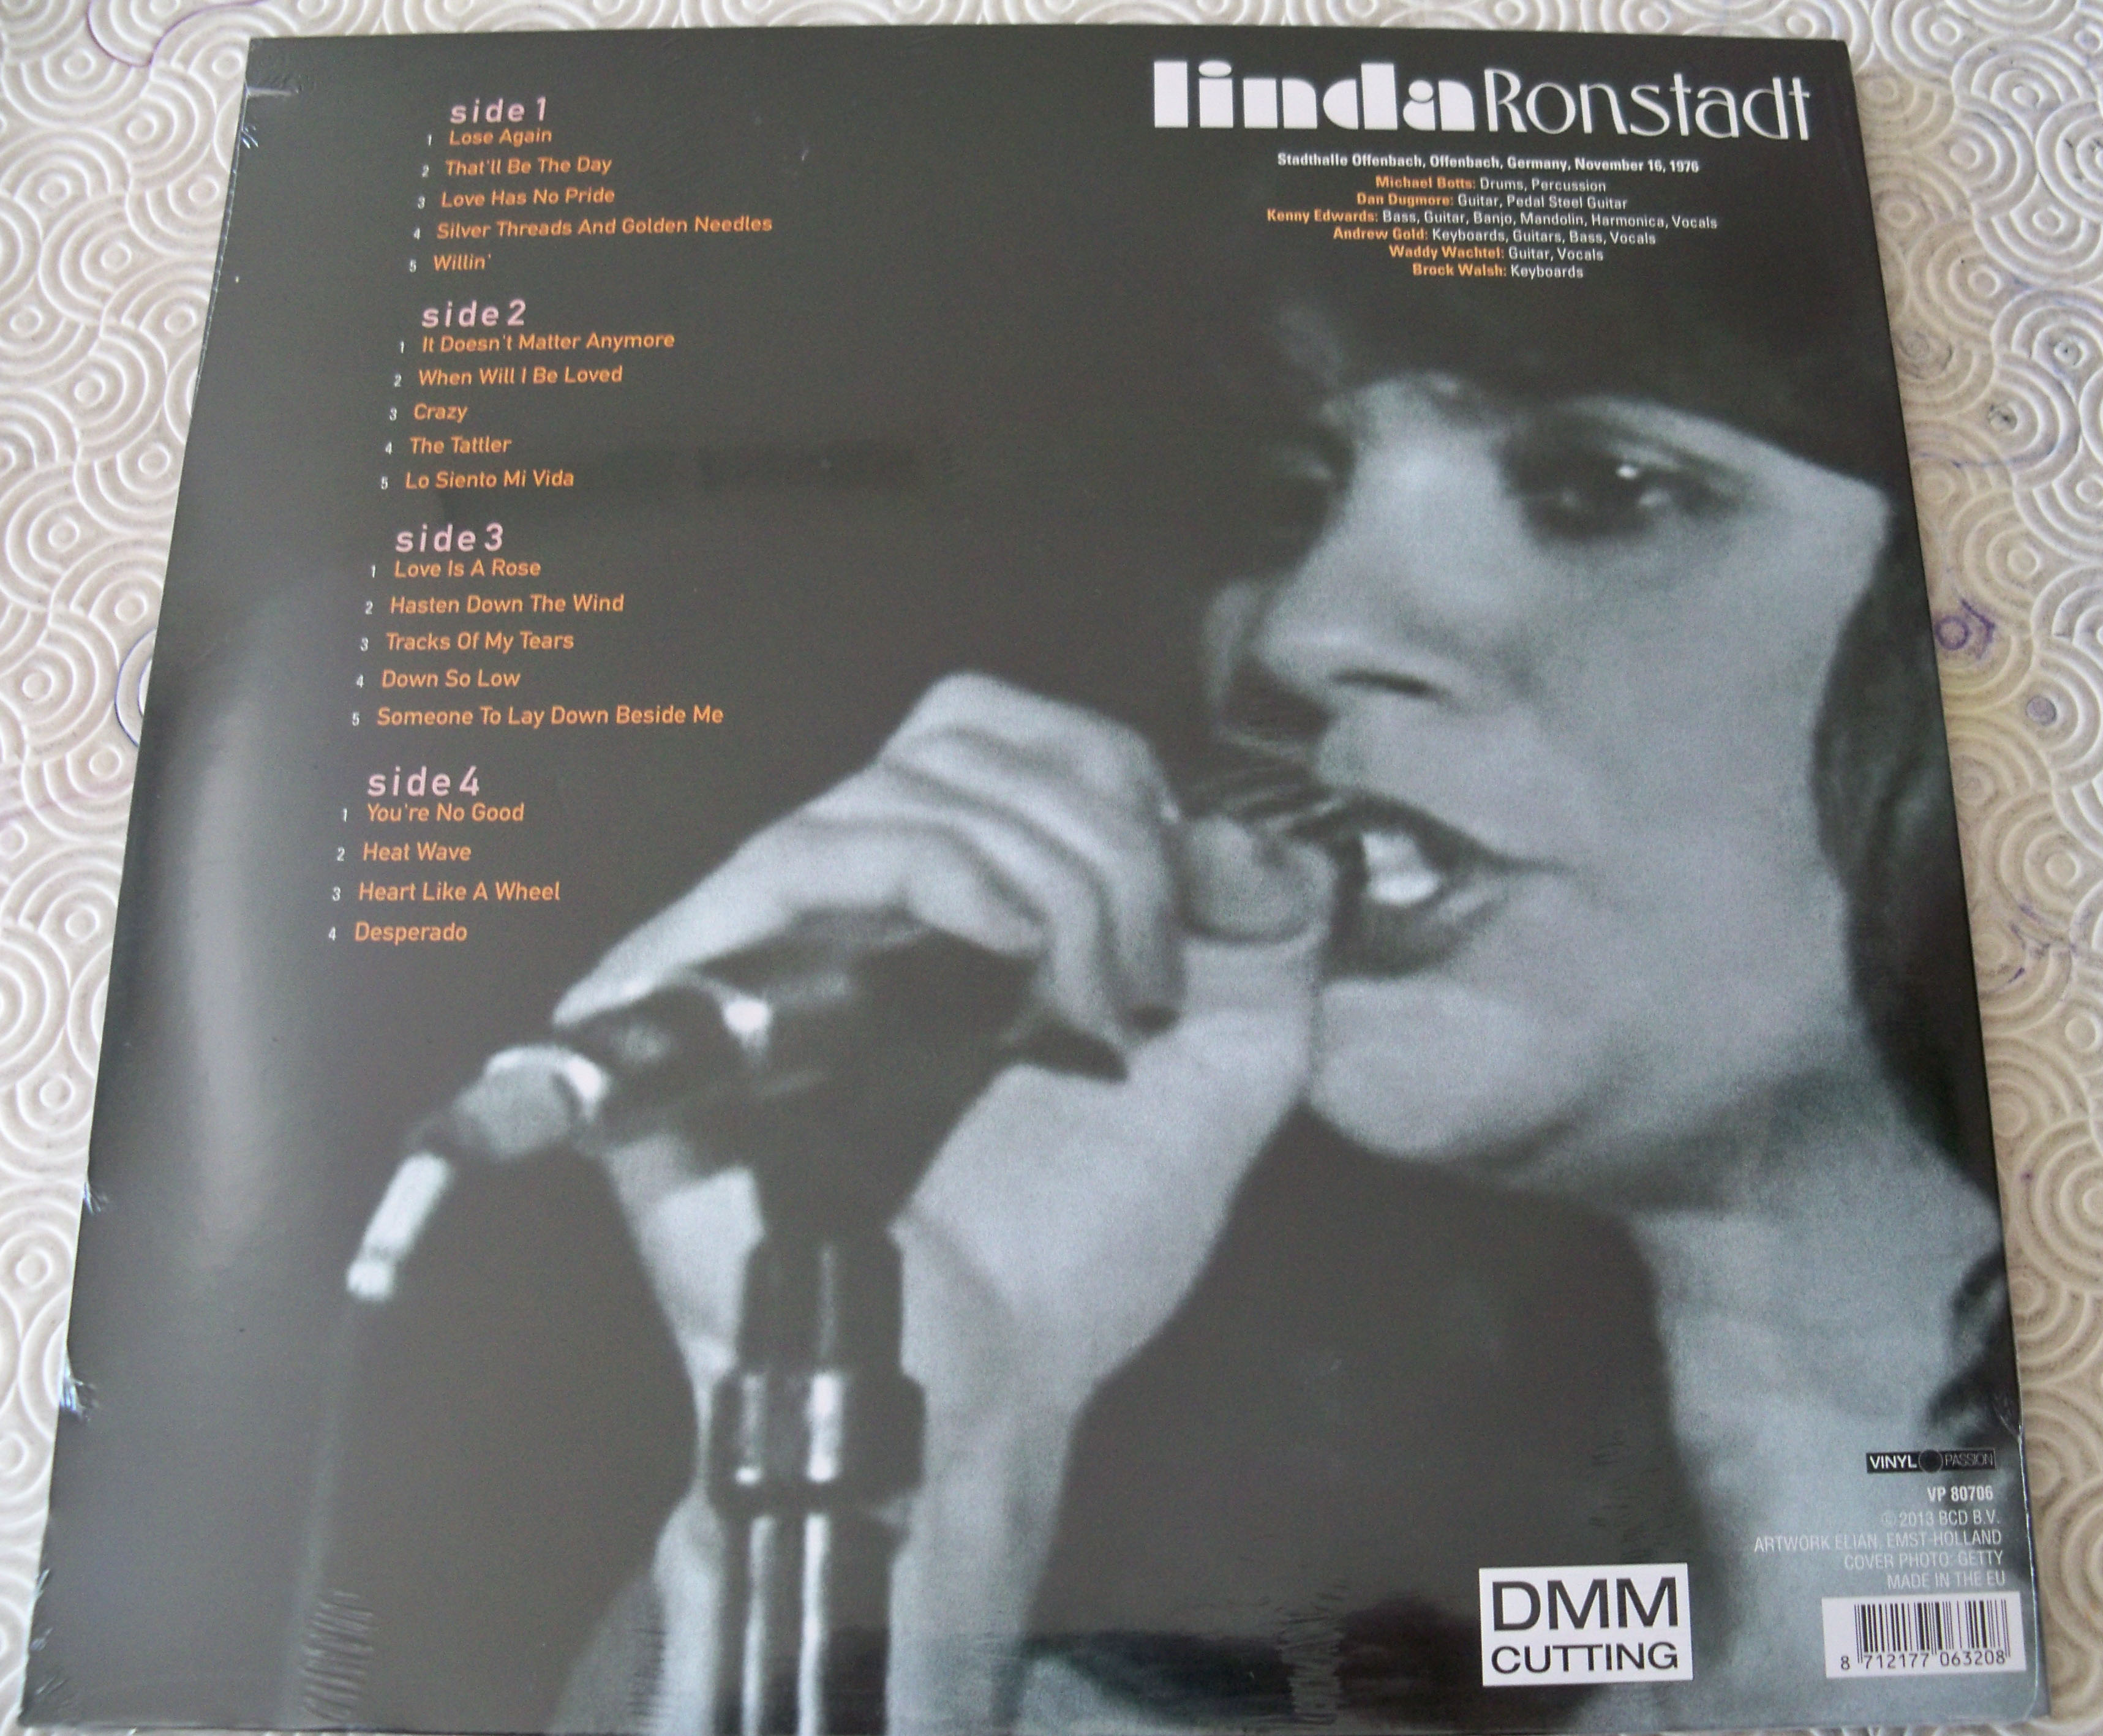 linda Ronstadt
Stadthalle Offenbach, Offenbach, Germany, November 16, 1976
Michael Botts: Drums, Percussion
Dan Dugmore: Guitar, Pedal Steel Guitar
Kenny Edwards: Bass, Guitar, Banjo, Mandolin, Harmonica, Vocals
Andrew Gold: Keyboards, Guitars, Bass, Vocals
Waddy Wachtel: Guitar, Vocals
Brock Walsh: Keyboards
side 1
1 Lose Again
2 That'll Be The Day
3 Love Has No Pride
4 Silver Threads And Golden Needles
5 Willin'
side 2
1 It Doesn't Matter Anymore
2 When Will I Be Loved
3 Crazy
4 The Tattler
5 Lo Siento Mi Vida
side 3
1 Love Is A Rose
2 Hasten Down The Wind
3 Tracks Of My Tears
4 Down So Low
5 Someone To Lay Down Beside Me
side 4
1 You're No Good
2 Heat Wave
3 Heart Like A Wheel
4 Desperado
VINYL PASSION
VP 80706
© 2013 BCD B.V.
ARTWORK ELIAN, EMST-HOLLAND
COVER PHOTO: GETTY
MADE IN THE EU
DMM
CUTTING
8 712177 063208